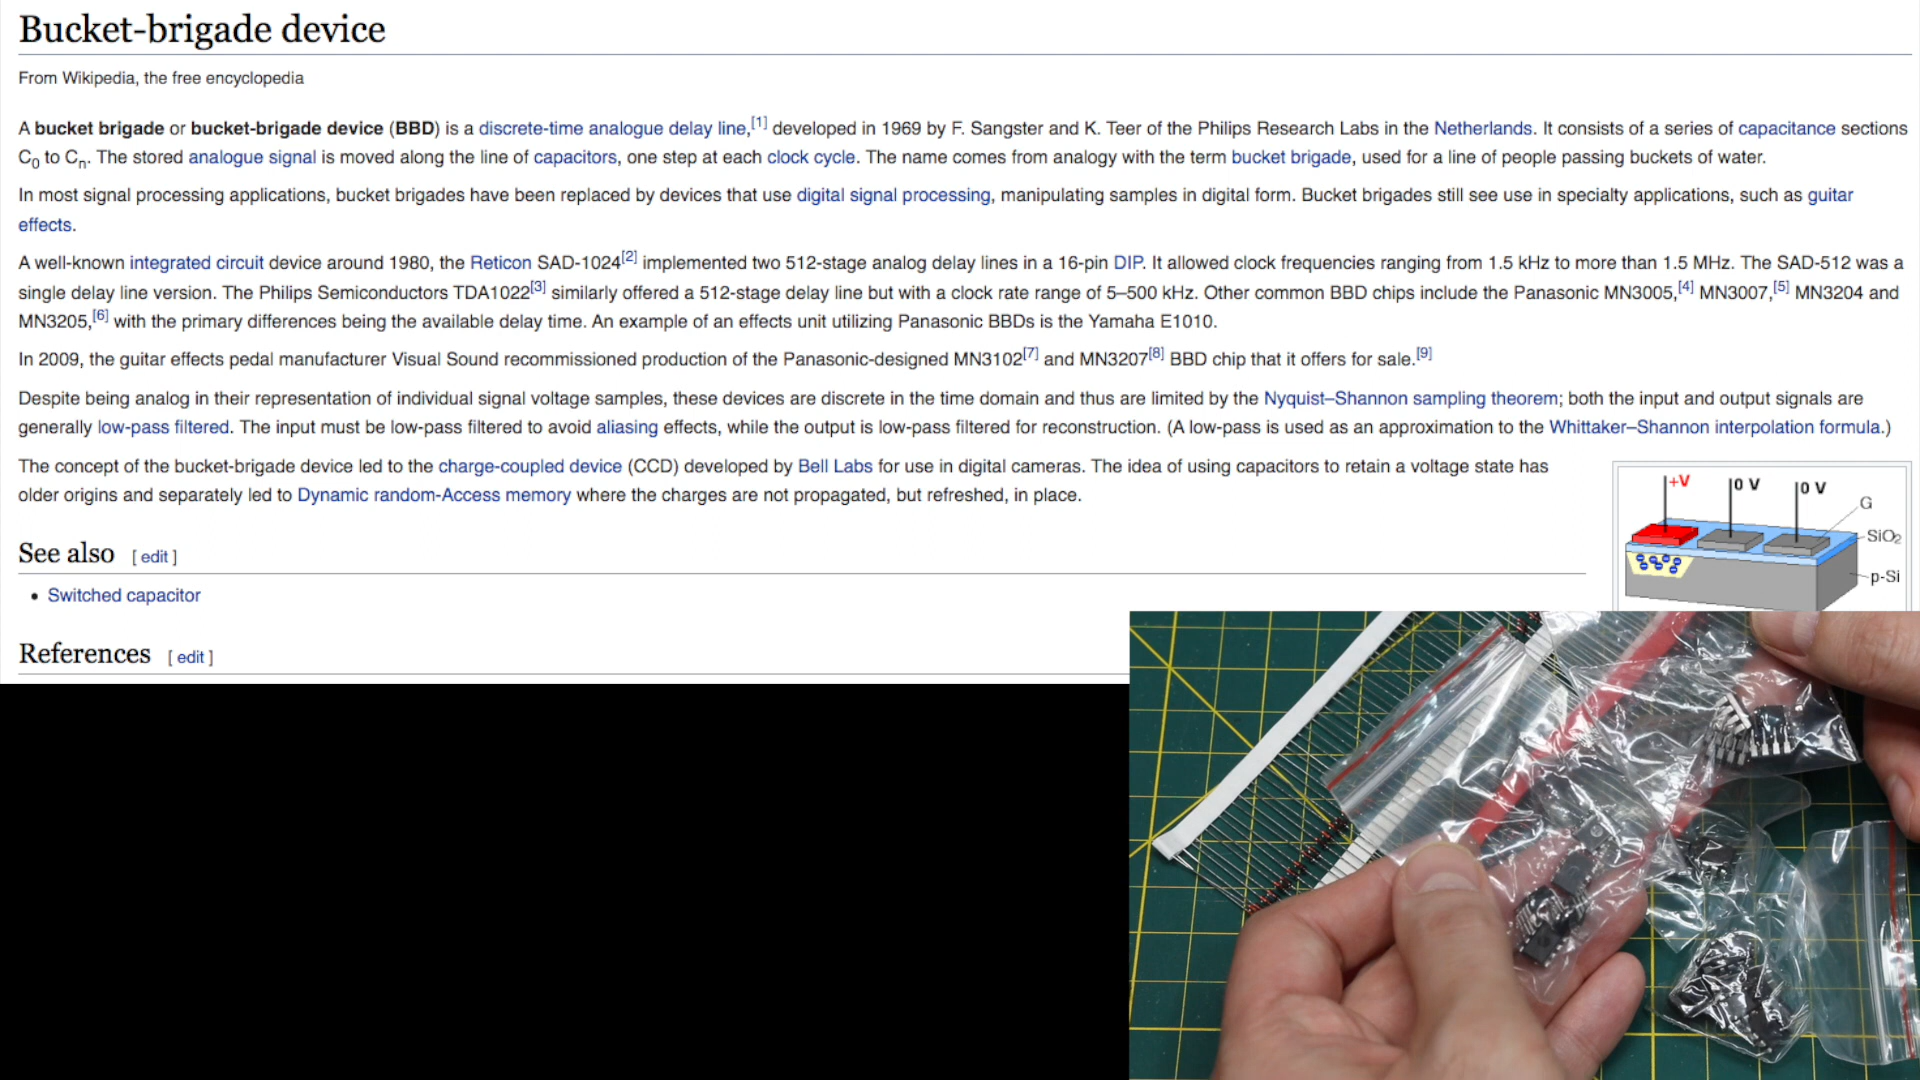 Bucket-brigade device
From Wikipedia, the free encyclopedia
A bucket brigade or bucket-brigade device (BBD) is a discrete-time analogue delay line,[1] developed in 1969 by F. Sangster and K. Teer of the Philips Research Labs in the Netherlands. It consists of a series of capacitance sections
C0 to Cn. The stored analogue signal is moved along the line of capacitors, one step at each clock cycle. The name comes from analogy with the term bucket brigade, used for a line of people passing buckets of water.
In most signal processing applications, bucket brigades have been replaced by devices that use digital signal processing, manipulating samples in digital form. Bucket brigades still see use in specialty applications, such as guitar
effects.
A well-known integrated circuit device around 1980, the Reticon SAD-1024[2] implemented two 512-stage analog delay lines in a 16-pin DIP. It allowed clock frequencies ranging from 1.5 kHz to more than 1.5 MHz. The SAD-512 was a
single delay line version. The Philips Semiconductors TDA1022[3] similarly offered a 512-stage delay line but with a clock rate range of 5–500 kHz. Other common BBD chips include the Panasonic MN3005,[4] MN3007,[5] MN3204 and
MN3205,[6] with the primary differences being the available delay time. An example of an effects unit utilizing Panasonic BBDs is the Yamaha E1010.
In 2009, the guitar effects pedal manufacturer Visual Sound recommissioned production of the Panasonic-designed MN3102[7] and MN3207[8] BBD chip that it offers for sale.[9]
Despite being analog in their representation of individual signal voltage samples, these devices are discrete in the time domain and thus are limited by the Nyquist–Shannon sampling theorem; both the input and output signals are
generally low-pass filtered. The input must be low-pass filtered to avoid aliasing effects, while the output is low-pass filtered for reconstruction. (A low-pass is used as an approximation to the Whittaker–Shannon interpolation formula.)
The concept of the bucket-brigade device led to the charge-coupled device (CCD) developed by Bell Labs for use in digital cameras. The idea of using capacitors to retain a voltage state has
older origins and separately led to Dynamic random-Access memory where the charges are not propagated, but refreshed, in place.
+V 0 V 0 V
G
SiO2
p-Si
See also [ edit ]
• Switched capacitor
References [ edit ]